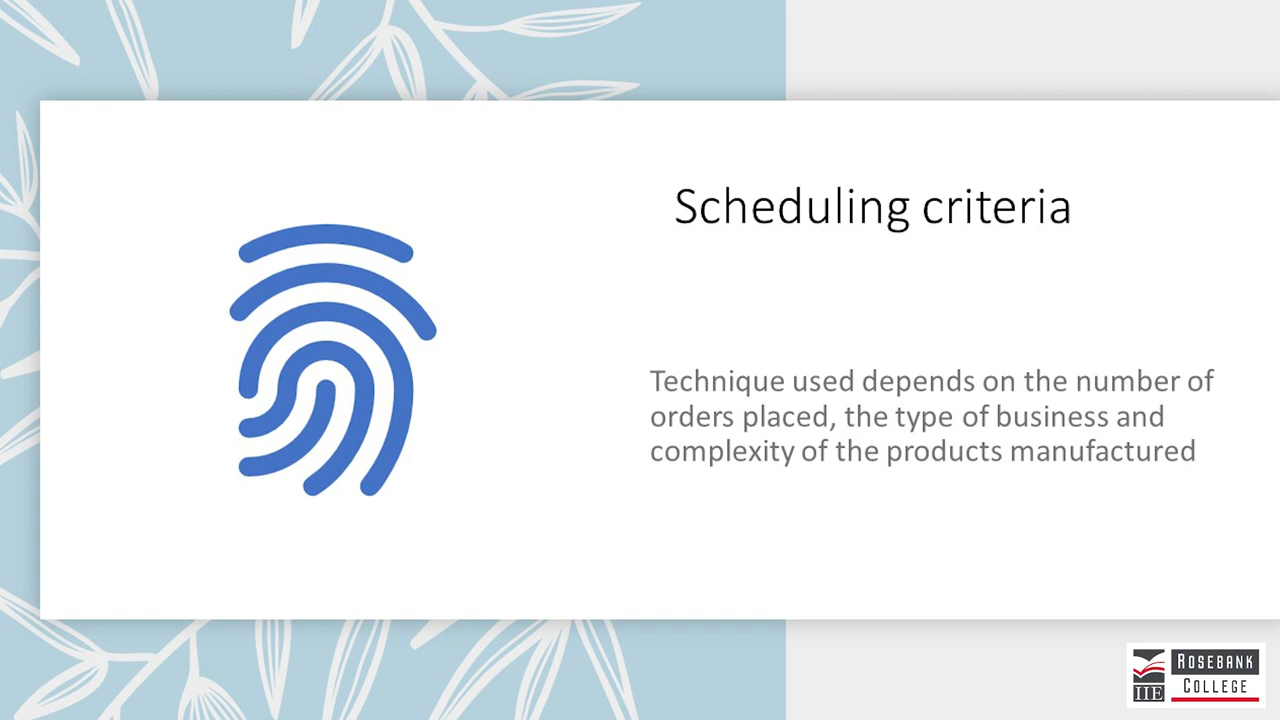 Scheduling criteria
Technique used depends on the number of
orders placed, the type of business and
complexity of the products manufactured
IIE
ROSEBANK
COLLEGE